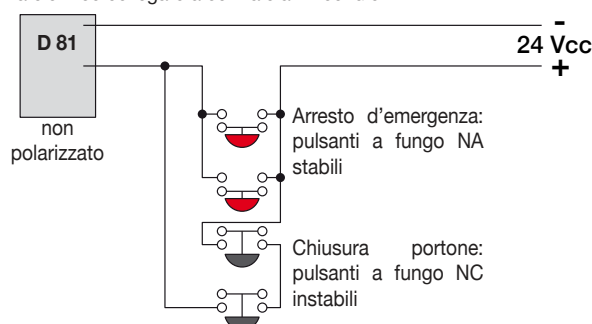 D 81
non
polarizzato
-
24 Vcc
+
Arresto d’emergenza:
pulsanti a fungo NA
stabili
Chiusura portone:
pulsanti a fungo NC
instabili